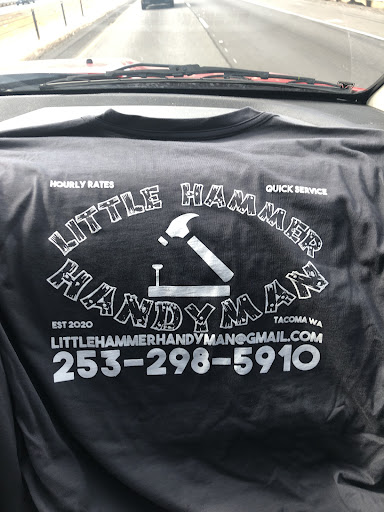 HOURLY RATES
QUICK SERVICE
LITTLE HAMMER
HANDYMAN
EST 2020
TACOMA WA
LITTLEHAMMERHANDYMAN@GMAIL.COM
253-298-5910